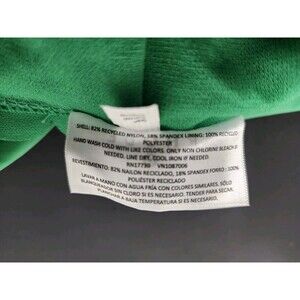 SHELL: 82% RECYCLED NYLON, 18% SPANDEX LINING: 100% RECYCLED
POLYESTER
HAND WASH COLD WITH LIKE COLORS. ONLY NON CHLORINE BLEACH IF
NEEDED. LINE DRY, COOL IRON IF NEEDED.
RN17730 VN1087006
REVESTIMIENTO: 82% NAILON RECICLADO, 18% SPANDEX FORRO: 100%
POLIÉSTER RECICLADO
LAVAR A MANO CON AGUA FRÍA CON COLORES SIMILARES. SÓLO
BLANQUEADOR SIN CLORO SI ES NECESARIO. TENDER PARA SECAR.
PLANCHAR A BAJA TEMPERATURA SI ES NECESARIO.